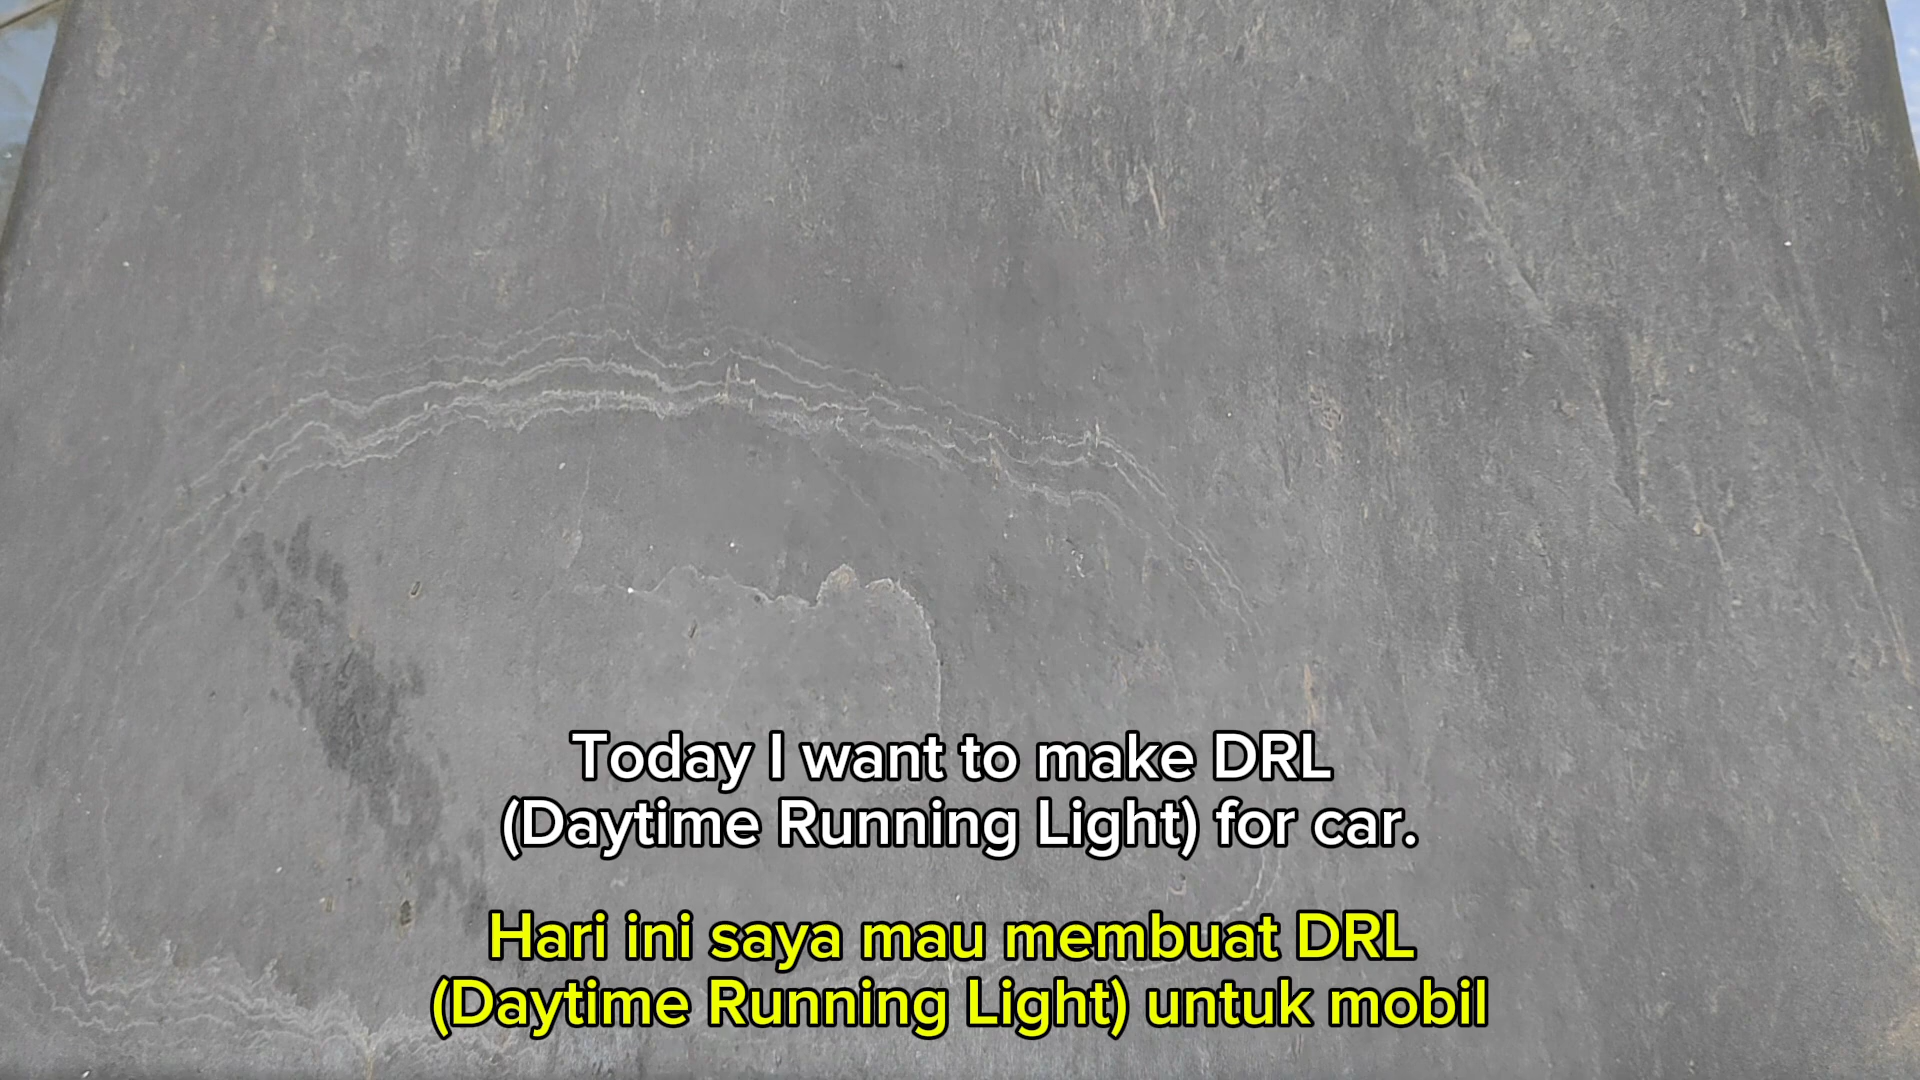 Today I want to make DRL
(Daytime Running Light) for car.
Hari ini saya mau membuat DRL
(Daytime Running Light) untuk mobil